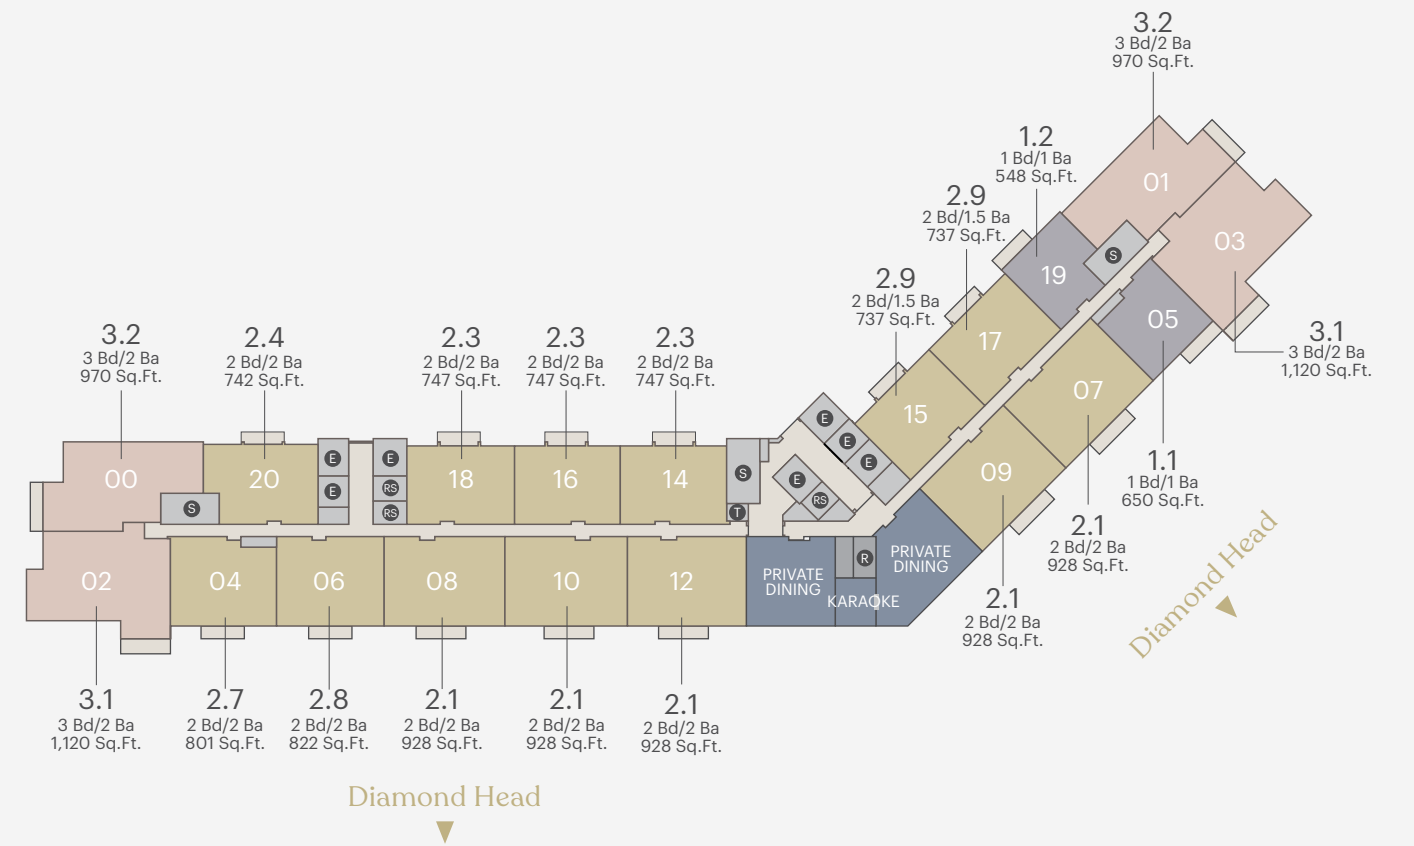 3.2
3 Bd/2 Ba
970 Sq.Ft.
1.2
1 Bd/1 Ba
548 Sq.Ft.
2.9
2 Bd/1.5 Ba
737 Sq.Ft.
2.9
2 Bd/1.5 Ba
737 Sq.Ft.
01
03
19
S
05
17
07
15
09
3.1
3 Bd/2 Ba
1,120 Sq.Ft.
1.1
1 Bd/1 Ba
650 Sq.Ft.
2.1
2 Bd/2 Ba
928 Sq.Ft.
2.1
2 Bd/2 Ba
928 Sq.Ft.
Diamond Head
3.2
3 Bd/2 Ba
970 Sq.Ft.
2.4
2 Bd/2 Ba
742 Sq.Ft.
2.3
2 Bd/2 Ba
747 Sq.Ft.
2.3
2 Bd/2 Ba
747 Sq.Ft.
2.3
2 Bd/2 Ba
747 Sq.Ft.
00
S
20
E
E
E
RS
RS
18
16
14
S
T
E
E
E
E
RS
02
04
06
08
10
12
PRIVATE
DINING
R
KARAOKE
PRIVATE
DINING
3.1
3 Bd/2 Ba
1,120 Sq.Ft.
2.7
2 Bd/2 Ba
801 Sq.Ft.
2.8
2 Bd/2 Ba
822 Sq.Ft.
2.1
2 Bd/2 Ba
928 Sq.Ft.
2.1
2 Bd/2 Ba
928 Sq.Ft.
2.1
2 Bd/2 Ba
928 Sq.Ft.
Diamond Head